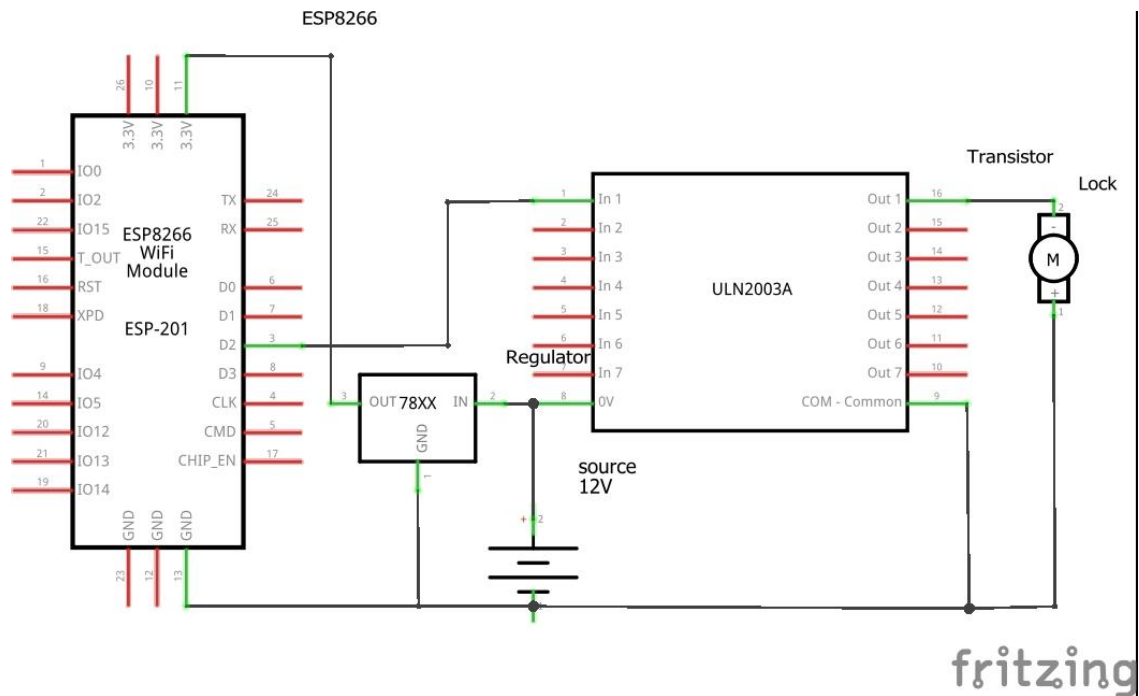 ESP8266
26
10
11
3.3V
3.3V
3.3V
1 IO0
2 IO2
22 IO15
15 T_OUT
16 RST
18 XPD
9 IO4
14 IO5
20 IO12
21 IO13
19 IO14
ESP8266
WiFi
Module
ESP-201
TX 24
RX 25
D0 6
D1 7
D2 3
D3 8
CLK 4
CMD 5
CHIP_EN 17
GND
GND
GND
23
12
13
Regulator
3 OUT 78XX IN 2
GND
1
source
12V
+ 2
1 In 1
2 In 2
3 In 3
4 In 4
5 In 5
6 In 6
7 In 7
8 0V
ULN2003A
Out 1 16
Out 2 15
Out 3 14
Out 4 13
Out 5 12
Out 6 11
Out 7 10
COM - Common 9
Transistor
Lock
2
-
M
+
1
fritzing